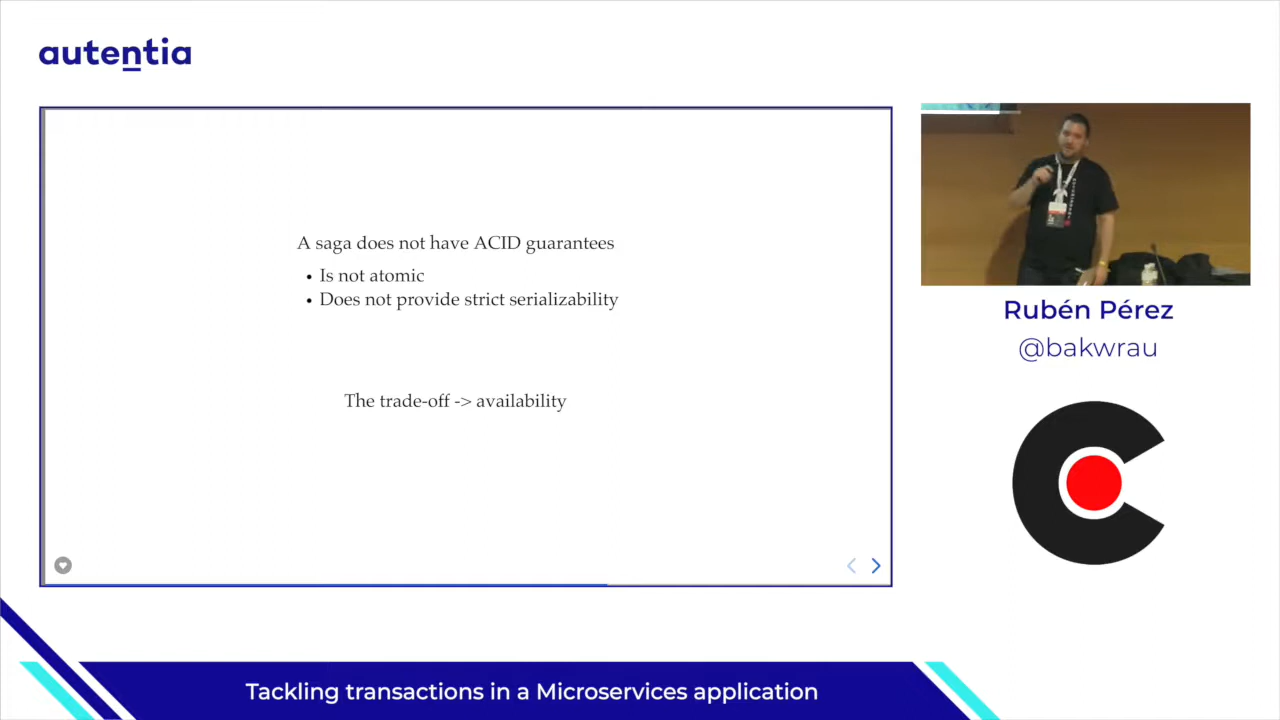 autentia
A saga does not have ACID guarantees
• Is not atomic
• Does not provide strict serializability
The trade-off -> availability
Rubén Pérez
@bakwrau
Tackling transactions in a Microservices application